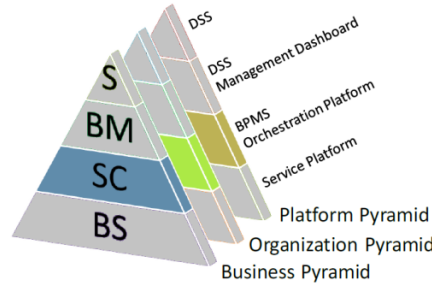 S
BM
SC
BS
DSS
DSS
Management Dashboard
BPMS
Orchestration Platform
Service Platform
Platform Pyramid
Organization Pyramid
Business Pyramid